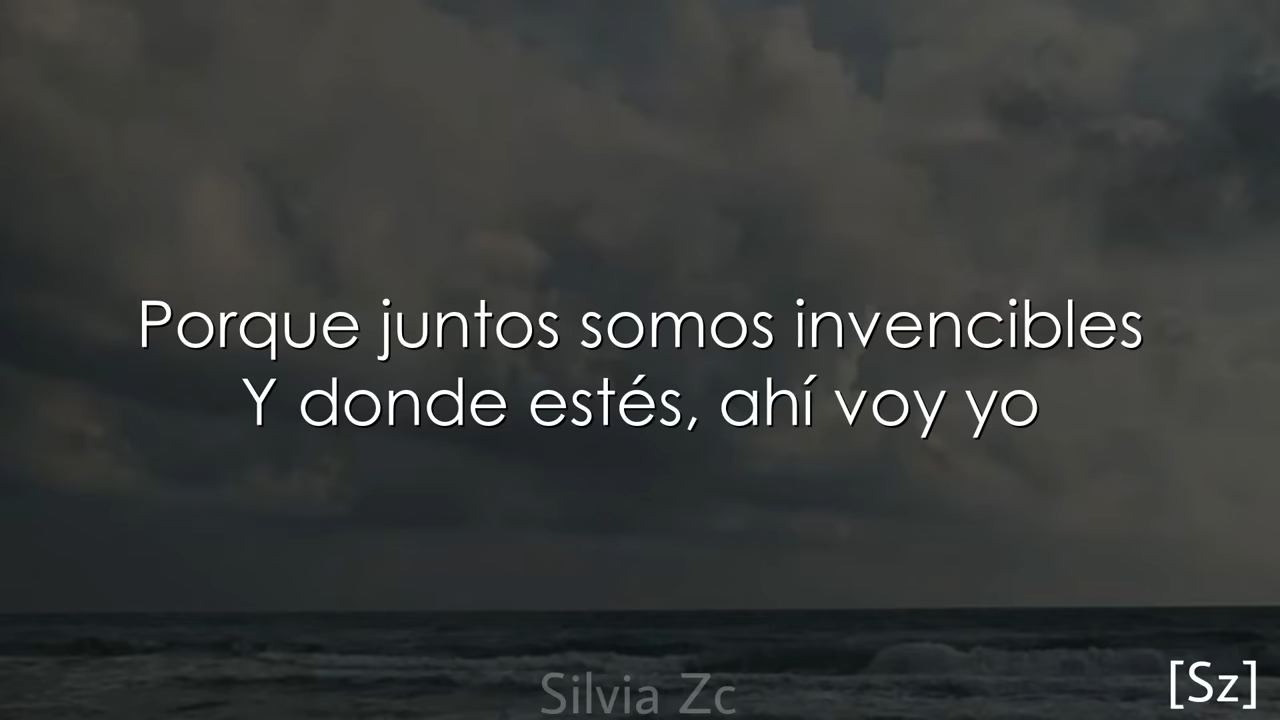 Porque juntos somos invencibles
Y donde estés, ahí voy yo
Silvia Zc
[Sz]